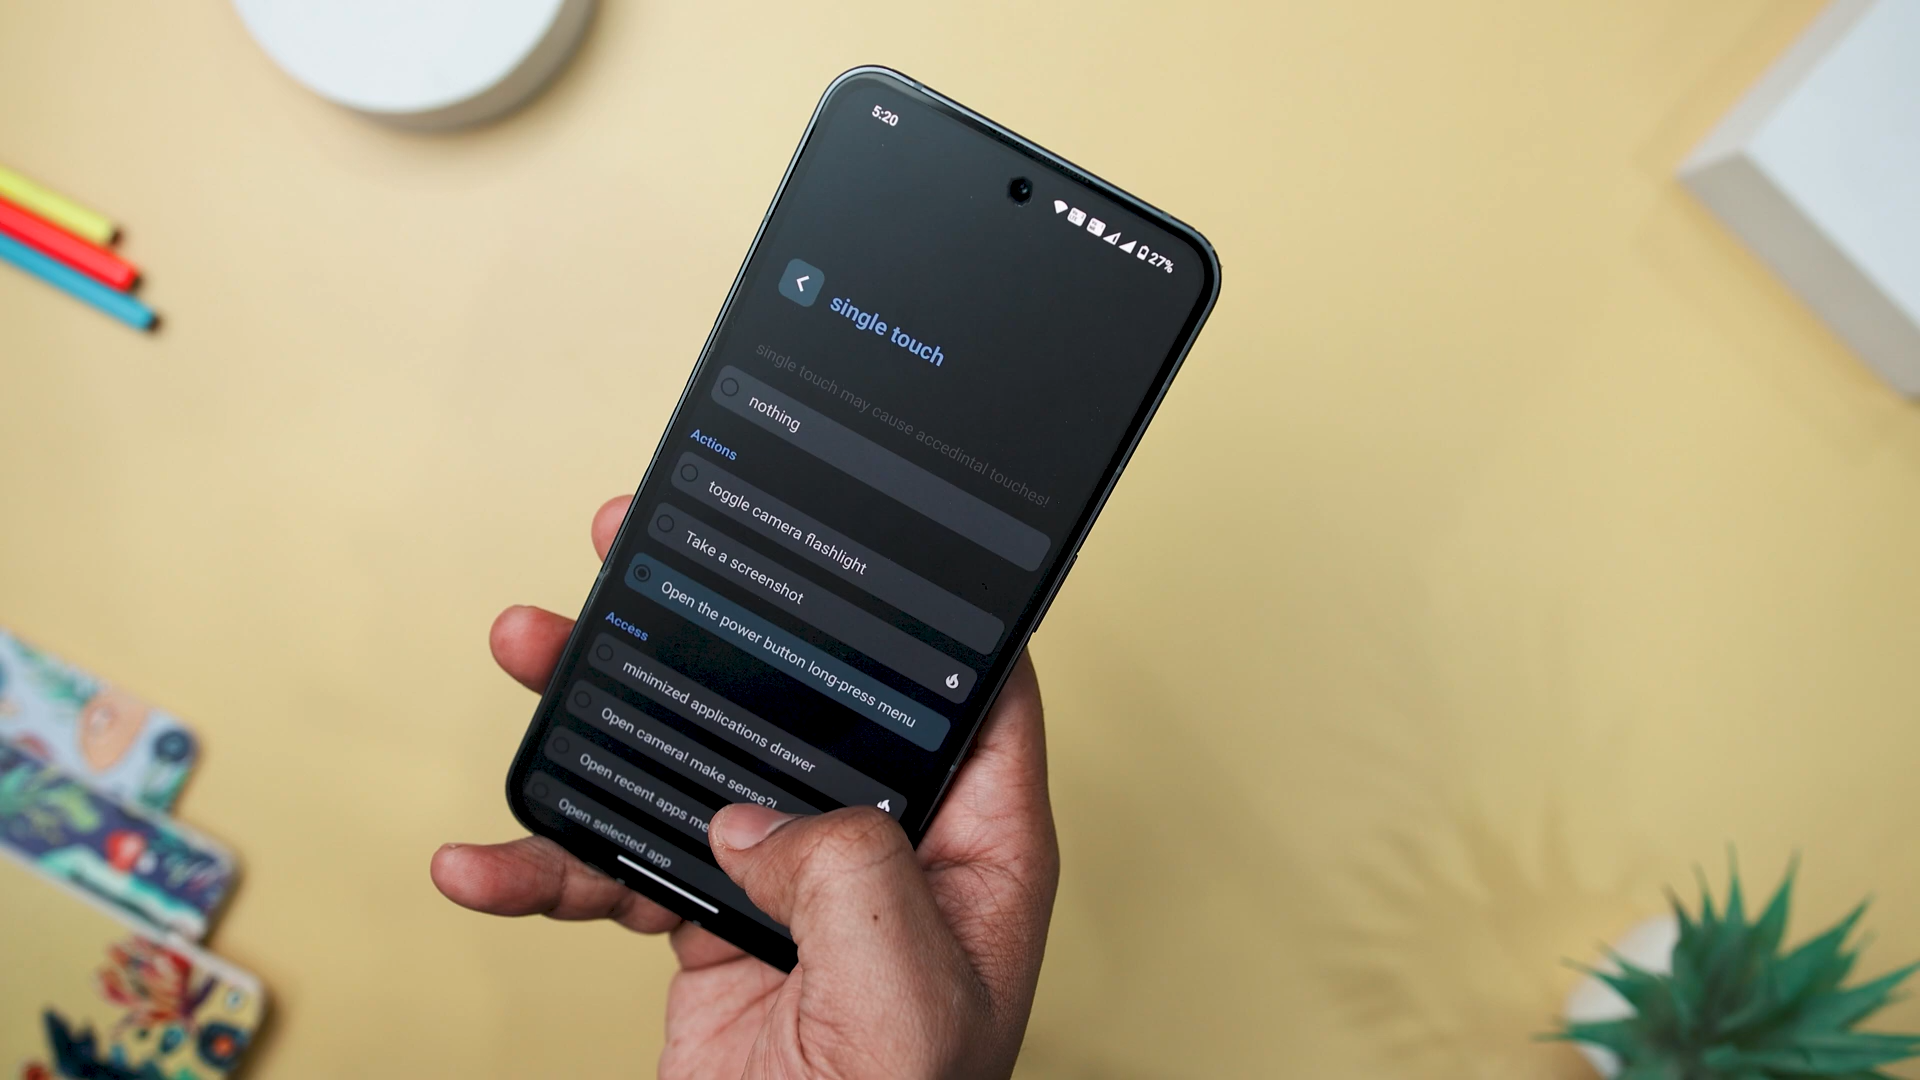 5:20
27%
single touch
single touch may cause accedintal touches!
nothing
Actions
toggle camera flashlight
Take a screenshot
Open the power button long-press menu
Access
minimized applications drawer
Open camera! make sense?!
Open recent apps me
Open selected app